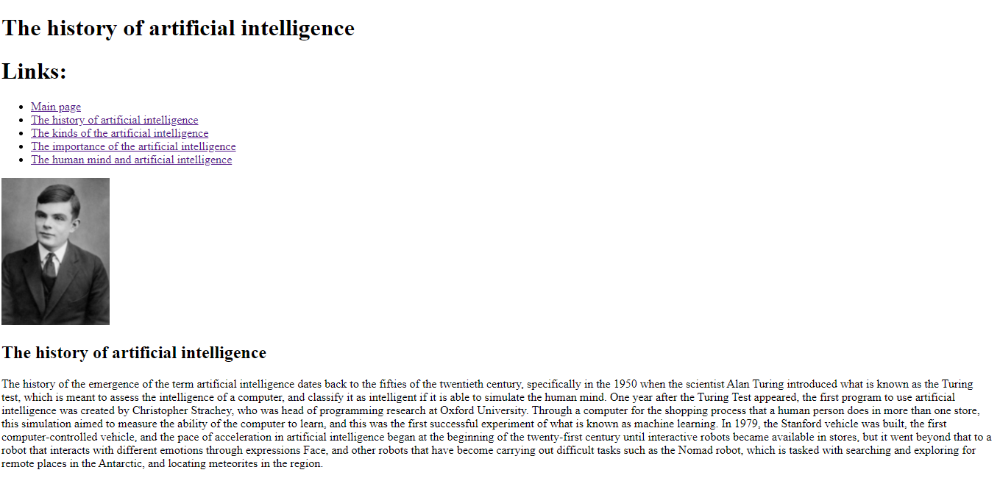 The history of artificial intelligence
Links:
Main page
The history of artificial intelligence
The kinds of the artificial intelligence
The importance of the artificial intelligence
The human mind and artificial intelligence
The history of artificial intelligence
The history of the emergence of the term artificial intelligence dates back to the fifties of the twentieth century, specifically in the 1950 when the scientist Alan Turing introduced what is known as the Turing
test, which is meant to assess the intelligence of a computer, and classify it as intelligent if it is able to simulate the human mind. One year after the Turing Test appeared, the first program to use artificial
intelligence was created by Christopher Strachey, who was head of programming research at Oxford University. Through a computer for the shopping process that a human person does in more than one store,
this simulation aimed to measure the ability of the computer to learn, and this was the first successful experiment of what is known as machine learning. In 1979, the Stanford vehicle was built, the first
computer-controlled vehicle, and the pace of acceleration in artificial intelligence began at the beginning of the twenty-first century until interactive robots became available in stores, but it went beyond that to a
robot that interacts with different emotions through expressions Face, and other robots that have become carrying out difficult tasks such as the Nomad robot, which is tasked with searching and exploring for
remote places in the Antarctic, and locating meteorites in the region.